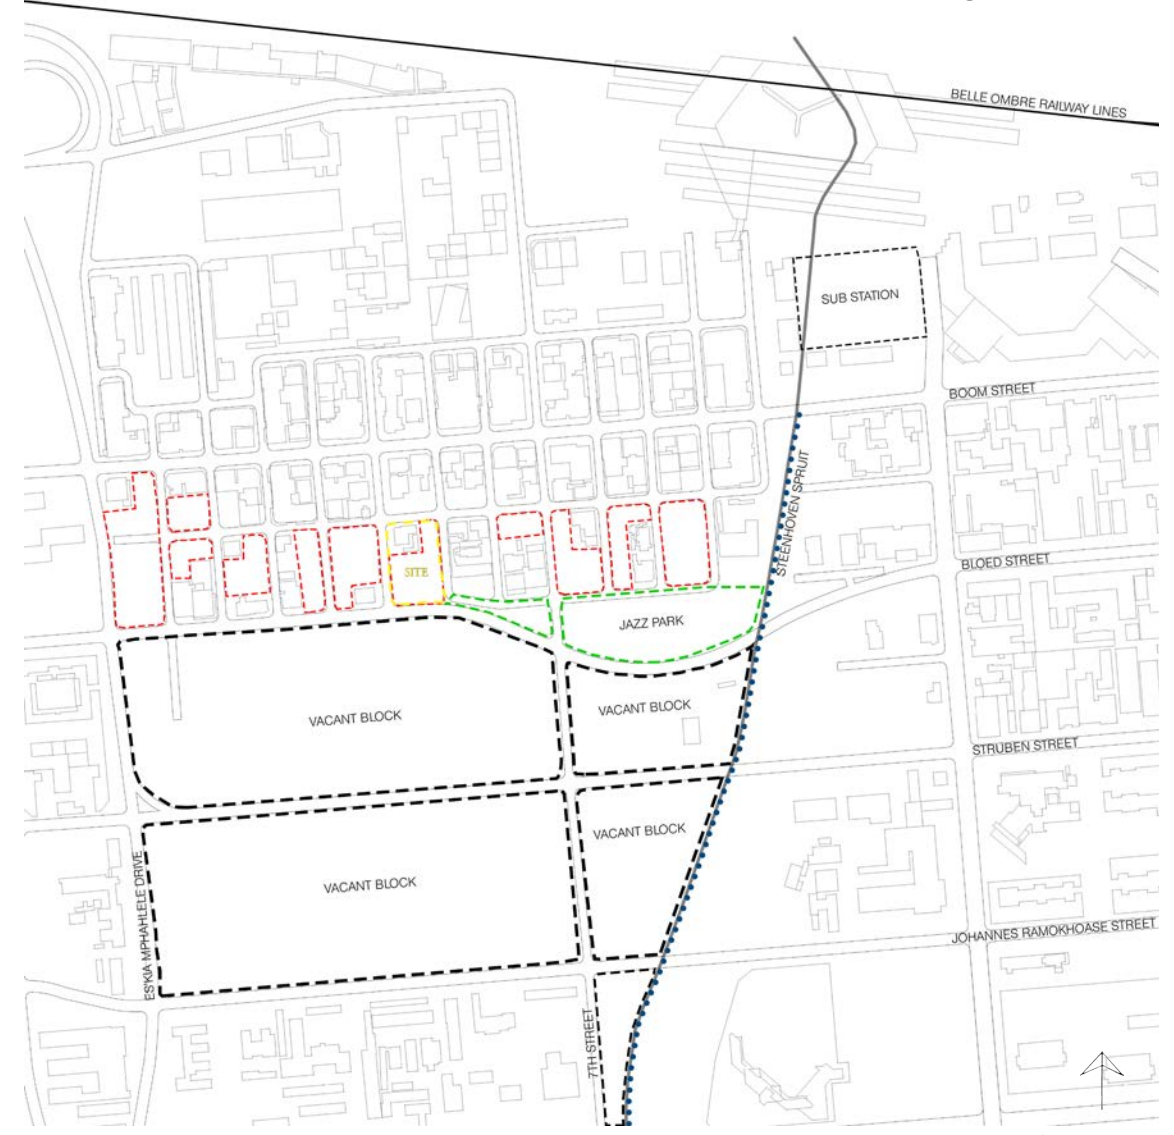 BELLE OMBRE RAILWAY LINES
SUB STATION
BOOM STREET
STEENHOVEN SPRUIT
BLOED STREET
SITE
JAZZ PARK
VACANT BLOCK
VACANT BLOCK
STRUBEN STREET
VACANT BLOCK
VACANT BLOCK
ES'KIA MPHAHLELE DRIVE
JOHANNES RAMOKHOASE STREET
7TH STREET